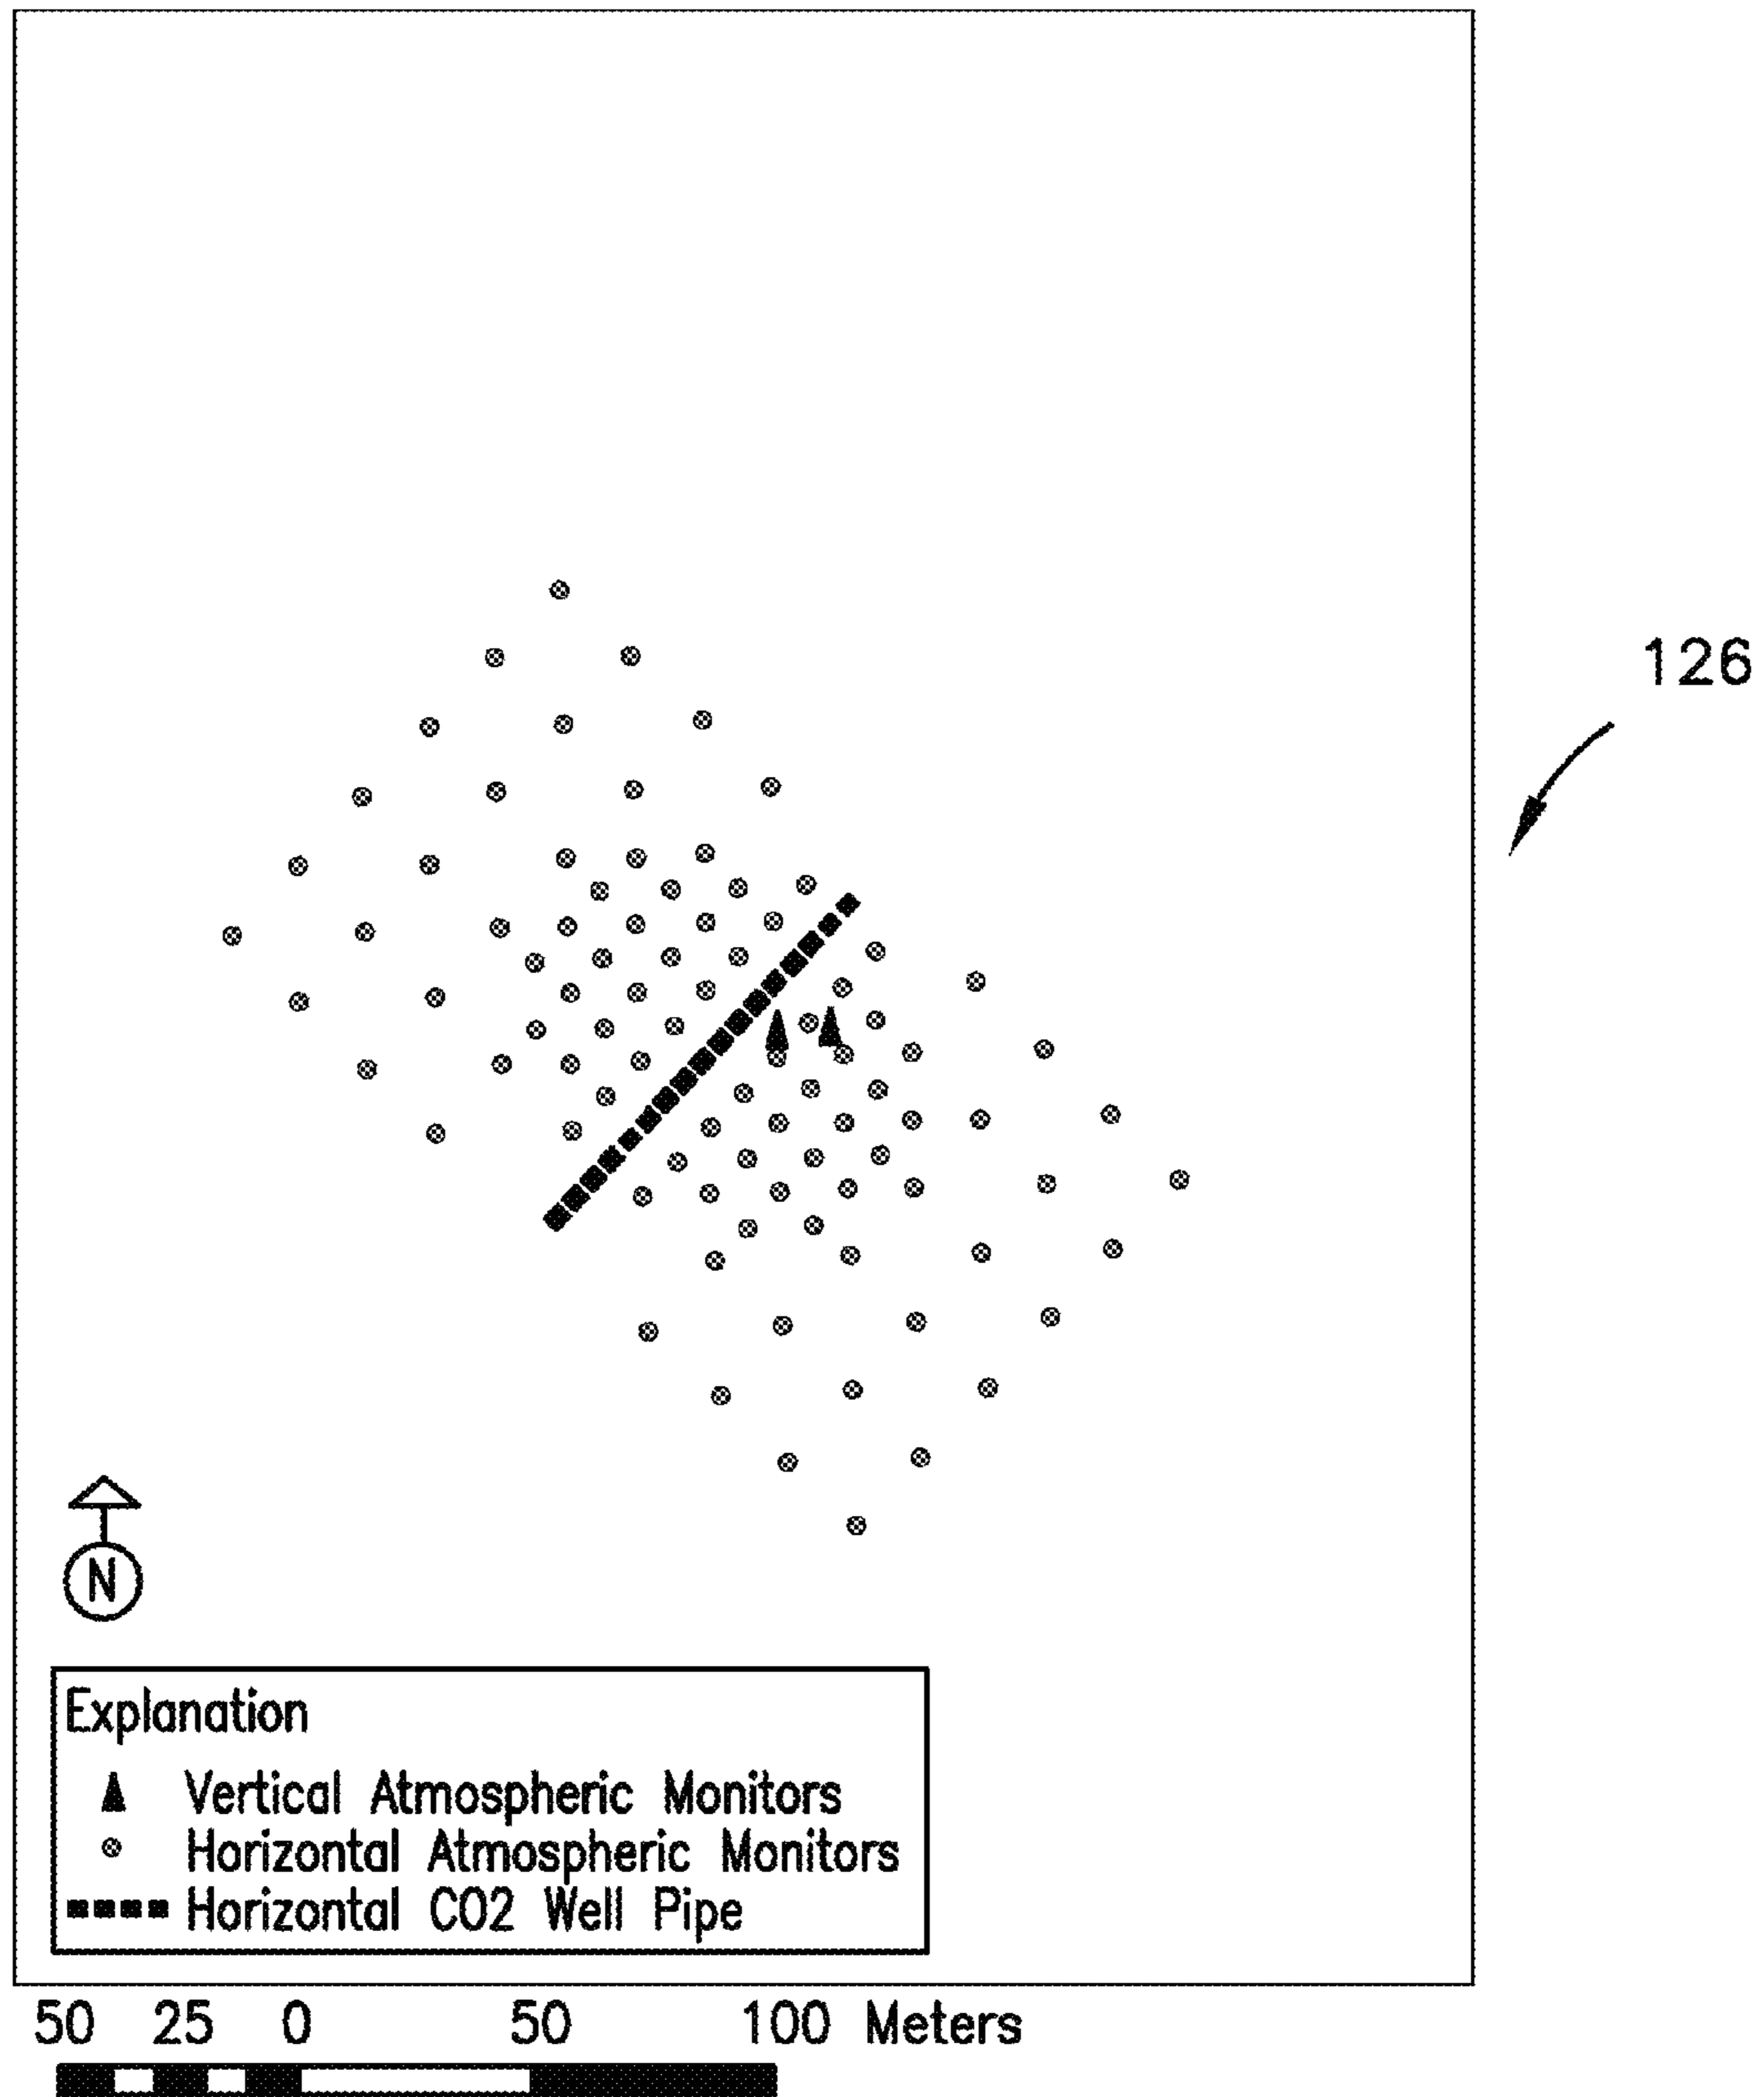 126
N
Explanation
Vertical Atmospheric Monitors
Horizontal Atmospheric Monitors
Horizontal CO2 Well Pipe
50 25 0 50 100 Meters